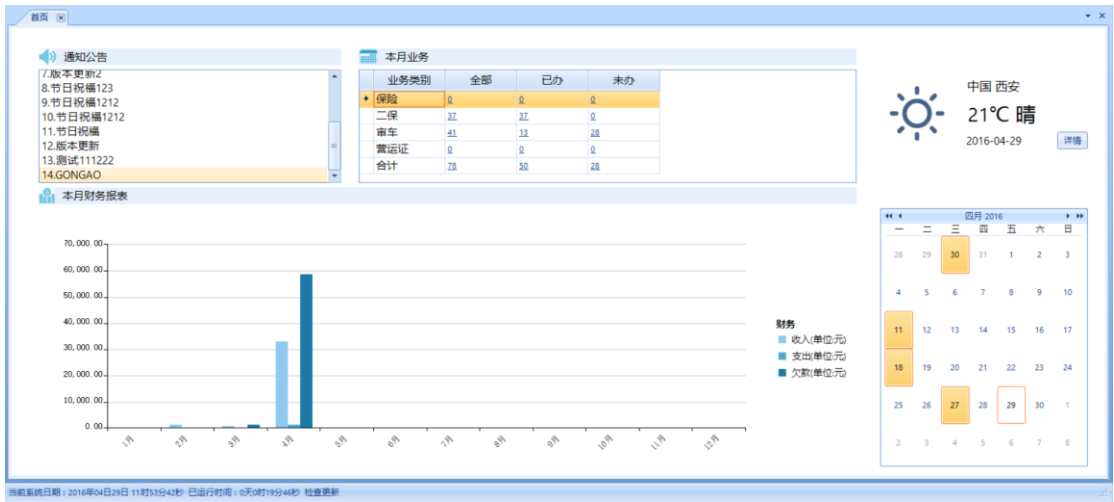 首页
通知公告
7.版本更新2
8.节日祝福123
9.节日祝福1212
10.节日祝福1212
11.节日祝福
12.版本更新
13.测试111222
14.GONGAO
本月业务
业务类别 全部 已办 未办
保险 0 0 0
二保 37 37 0
审车 41 13 28
营运证 0 0 0
合计 78 50 28
中国 西安
21℃ 晴
2016-04-29
详情
本月财务报表
70,000.00
60,000.00
50,000.00
40,000.00
30,000.00
20,000.00
10,000.00
0.00
1月 2月 3月 4月 5月 6月 7月 8月 9月 10月 11月 12月
财务
收入(单位:元)
支出(单位:元)
欠款(单位:元)
四月 2016
一 二 三 四 五 六 日
28 29 30 31 1 2 3
4 5 6 7 8 9 10
11 12 13 14 15 16 17
18 19 20 21 22 23 24
25 26 27 28 29 30 1
2 3 4 5 6 7 8
当前系统日期：2016年04月29日 11时53分42秒 已运行时间：0天0时19分46秒 检查更新